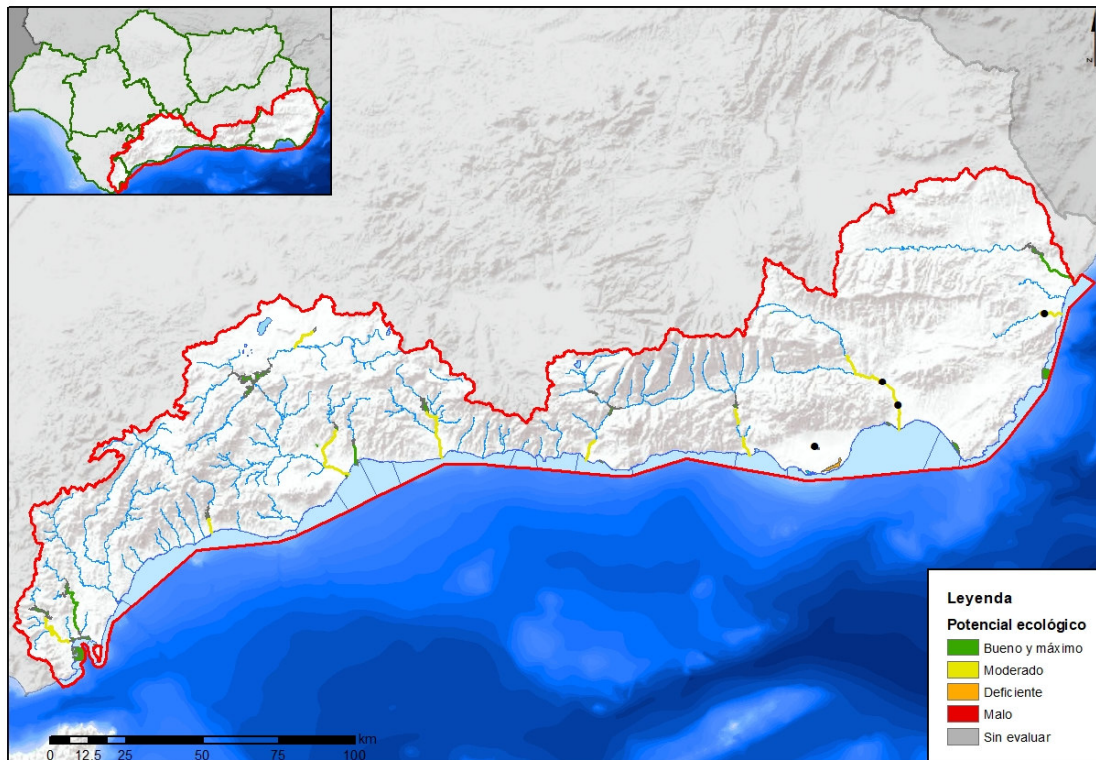 N
Leyenda
Potencial ecológico
Bueno y máximo
Moderado
Deficiente
Malo
Sin evaluar
km
0 12.5 25 50 75 100